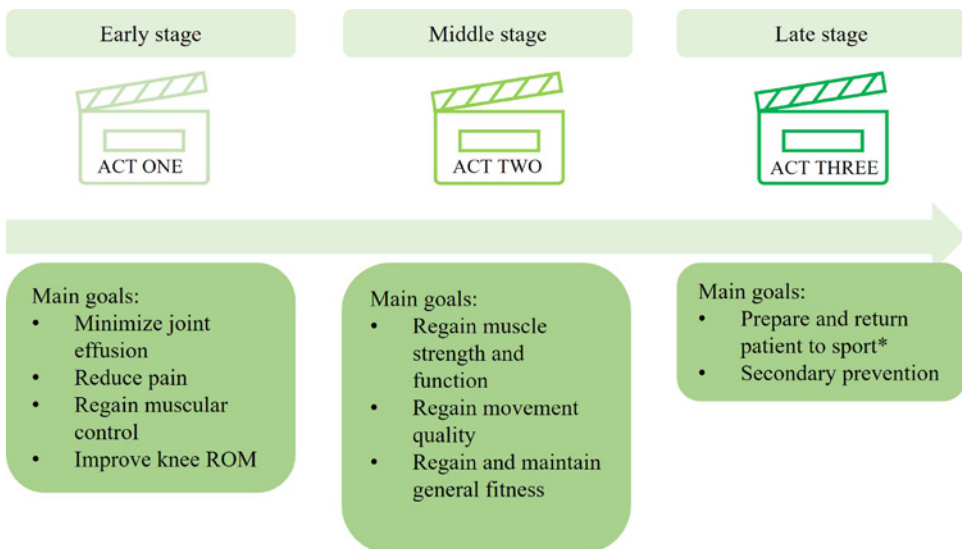 Early stage
Middle stage
Late stage
ACT ONE
ACT TWO
ACT THREE
Main goals:
• Minimize joint
effusion
• Reduce pain
• Regain muscular
control
• Improve knee ROM
Main goals:
• Regain muscle
strength and
function
• Regain movement
quality
• Regain and maintain
general fitness
Main goals:
• Prepare and return
patient to sport*
• Secondary prevention